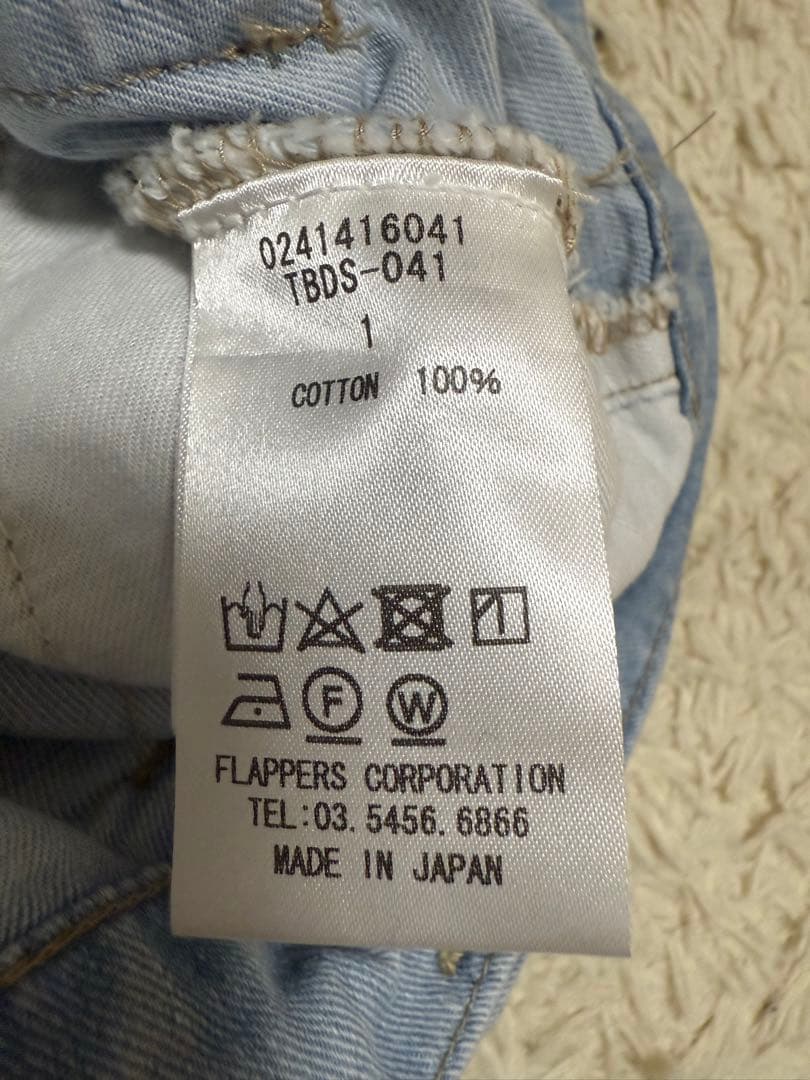 0241416041
TBDS-041
1
COTTON 100%
F W
FLAPPERS CORPORATION
TEL:03.5456.6866
MADE IN JAPAN